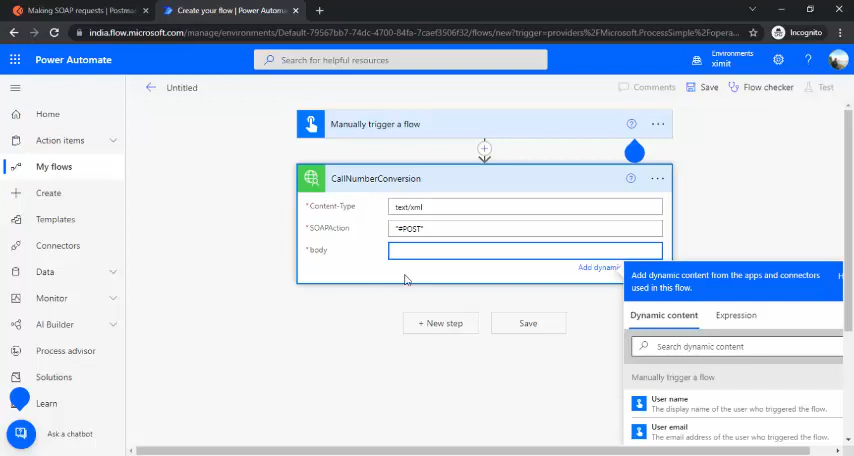 Making SOAP requests | Postma
Create your flow | Power Automa
india.flow.microsoft.com/manage/environments/Default-79567bb7-74dc-4700-84fa-7caef3506f32/flows/new?trigger=providers%2FMicrosoft.ProcessSimple%2Fopera...
Incognito
Power Automate
Search for helpful resources
Environments
ximit
Untitled
Comments
Save
Flow checker
Test
Home
Action items
My flows
Create
Templates
Connectors
Data
Monitor
AI Builder
Process advisor
Solutions
Learn
Ask a chatbot
Manually trigger a flow
CallNumberConversion
*Content-Type
text/xml
*SOAPAction
"#POST"
*body
Add dynamic
+ New step
Save
Add dynamic content from the apps and connectors
used in this flow.
H
Dynamic content
Expression
Search dynamic content
Manually trigger a flow
User name
The display name of the user who triggered the flow.
User email
The email address of the user who triggered the flow.